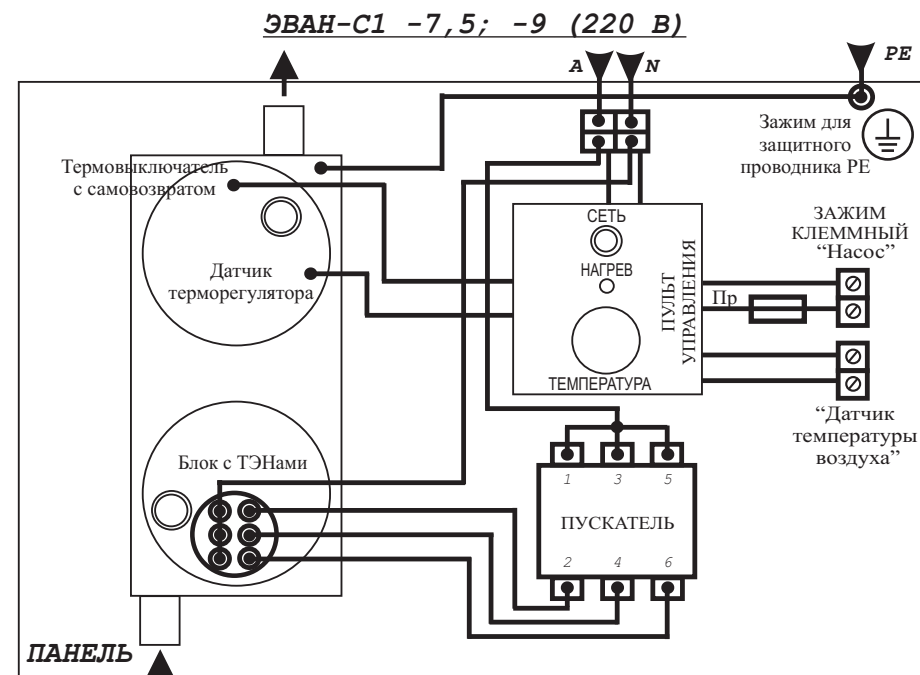 ЭВАН-С1 -7,5; -9 (220 В)
A
N
PE
Зажим для
защитного
проводника PE
Термовыключатель
с самовозвратом
Датчик
терморегулятора
СЕТЬ
НАГРЕВ
ТЕМПЕРАТУРА
ПУЛЬТ
УПРАВЛЕНИЯ
Пр
ЗАЖИМ
КЛЕММНЫЙ
“Насос”
“Датчик
температуры
воздуха”
Блок с ТЭНами
1 3 5
ПУСКАТЕЛЬ
2 4 6
ПАНЕЛЬ